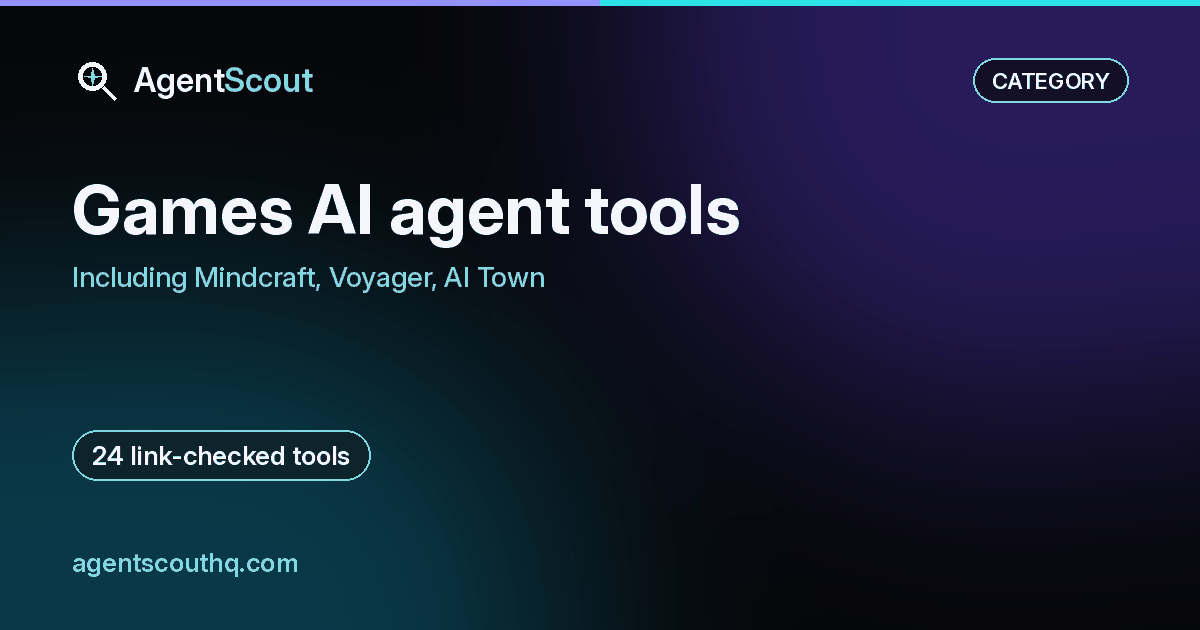 AgentScout
CATEGORY
Games AI agent tools
Including Mindcraft, Voyager, AI Town
24 link-checked tools
agentscouthq.com